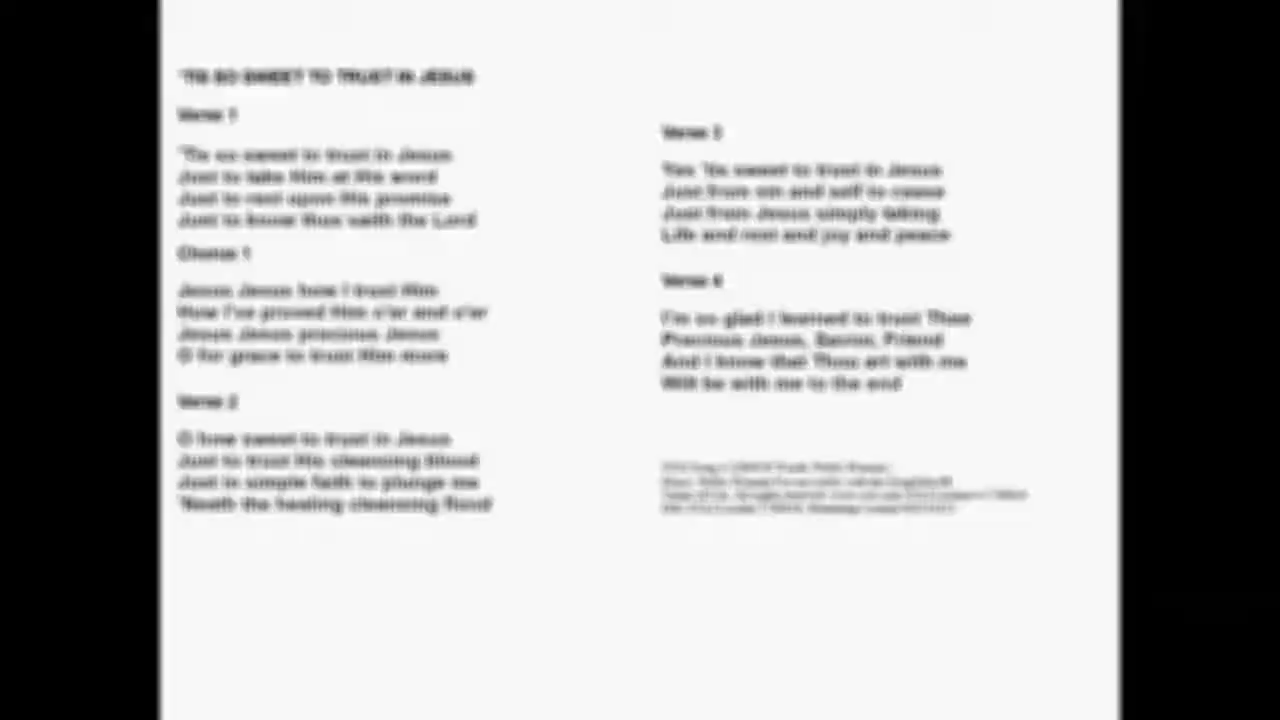 'TIS SO SWEET TO TRUST IN JESUS
Verse 1
'Tis so sweet to trust in Jesus
Just to take Him at His word
Just to rest upon His promise
Just to know thus saith the Lord
Chorus 1
Jesus Jesus how I trust Him
How I've proved Him o'er and o'er
Jesus Jesus precious Jesus
O for grace to trust Him more
Verse 2
O how sweet to trust in Jesus
Just to trust His cleansing blood
Just in simple faith to plunge me
'Neath the healing cleansing flood
Verse 3
Yes 'tis sweet to trust in Jesus
Just from sin and self to cease
Just from Jesus simply taking
Life and rest and joy and peace
Verse 4
I'm so glad I learned to trust Thee
Precious Jesus, Savior, Friend
And I know that Thou art with me
Will be with me to the end